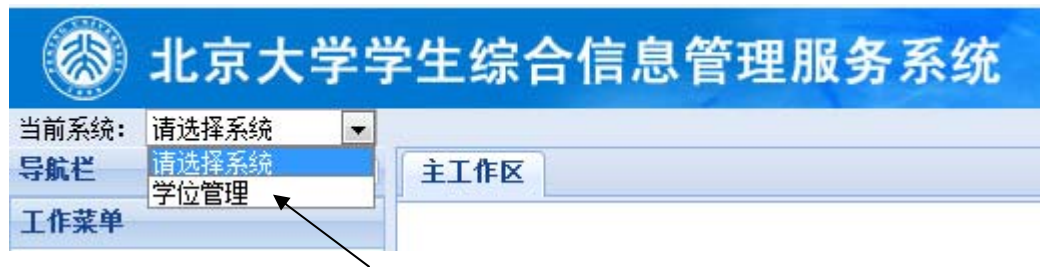 北京大学学生综合信息管理服务系统
当前系统： 请选择系统
导航栏 请选择系统 主工作区
学位管理
工作菜单